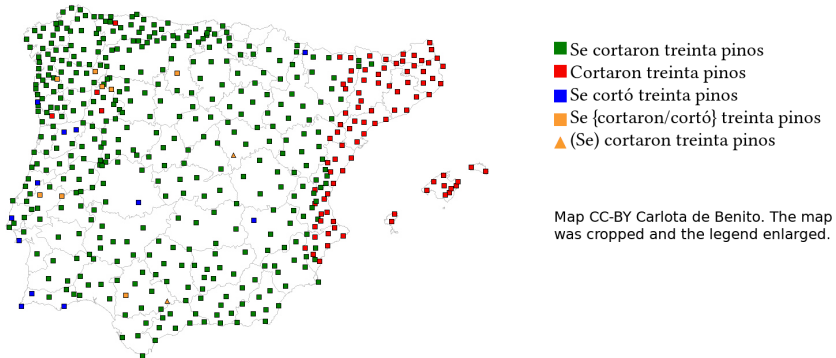 Se cortaron treinta pinos
Cortaron treinta pinos
Se cortó treinta pinos
Se {cortaron/cortó} treinta pinos
(Se) cortaron treinta pinos
Map CC-BY Carlota de Benito. The map
was cropped and the legend enlarged.